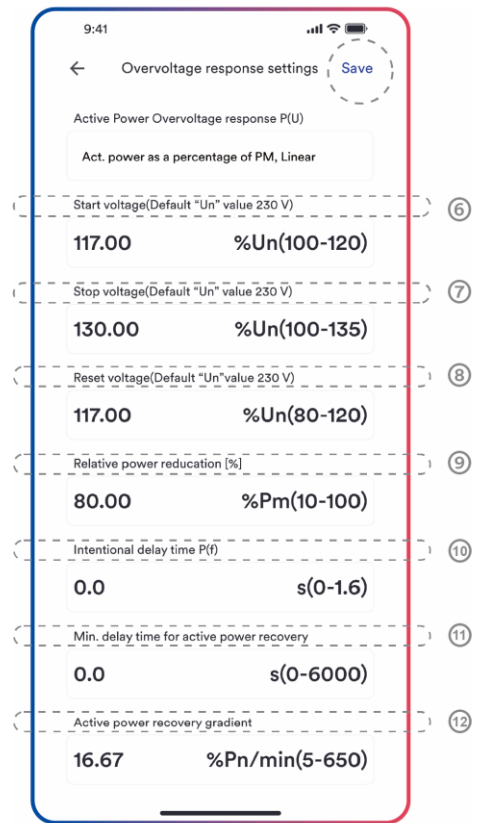 9:41
Overvoltage response settings Save
Active Power Overvoltage response P(U)
Act. power as a percentage of PM, Linear
Start voltage(Default “Un” value 230 V)
⑥
117.00 %Un(100-120)
Stop voltage(Default “Un” value 230 V)
⑦
130.00 %Un(100-135)
Reset voltage(Default “Un”value 230 V)
⑧
117.00 %Un(80-120)
Relative power reducation [%]
⑨
80.00 %Pm(10-100)
Intentional delay time P(f)
⑩
0.0 s(0-1.6)
Min. delay time for active power recovery
⑪
0.0 s(0-6000)
Active power recovery gradient
⑫
16.67 %Pn/min(5-650)